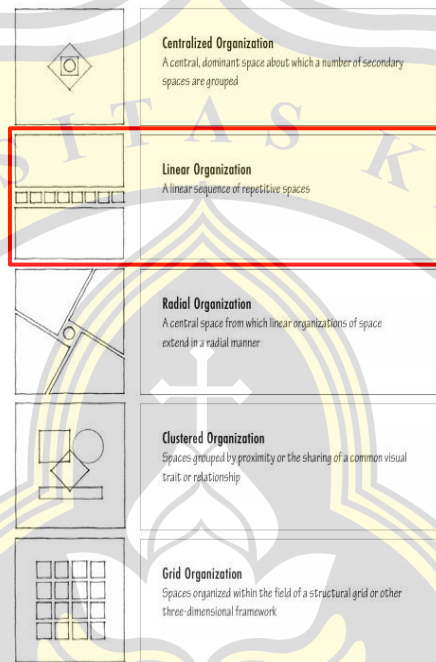 Centralized Organization
A central, dominant space about which a number of secondary
spaces are grouped
SITAS K
Linear Organization
A linear sequence of repetitive spaces
Radial Organization
A central space from which linear organizations of space
extend in a radial manner
Clustered Organization
Spaces grouped by proximity or the sharing of a common visual
trait or relationship
Grid Organization
Spaces organized within the field of a structural grid or other
three-dimensional framework